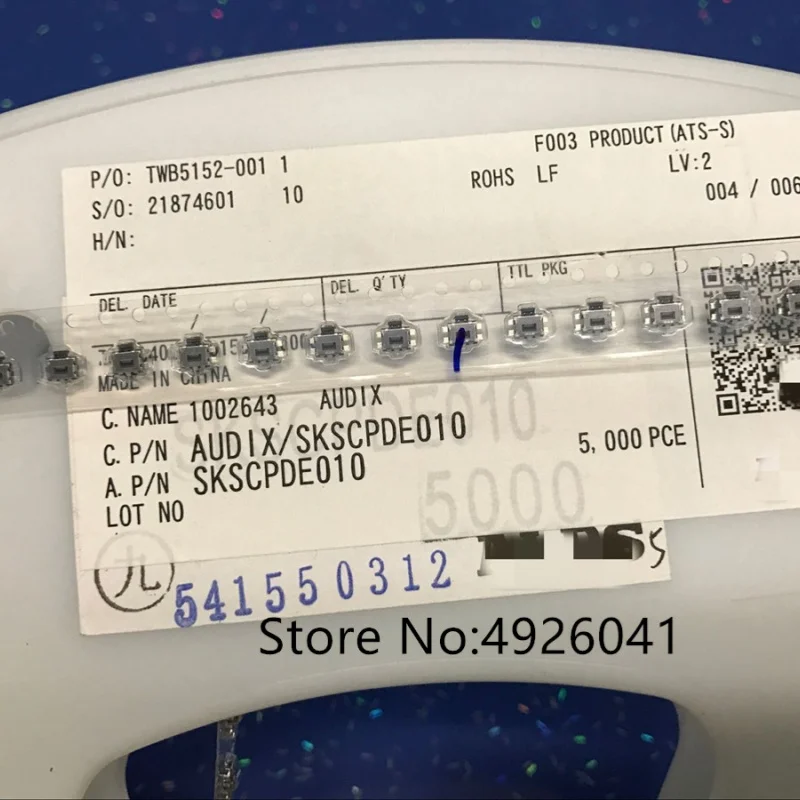 F003 PRODUCT (ATS-S)
P/O: TWB5152-001 1
ROHS LF LV:2
S/O: 21874601 10
004 / 006
H/N:
DEL. DATE DEL. Q'TY TTL PKG
/ /
MADE IN CHINA
C. NAME 1002643 AUDIX
C. P/N AUDIX/SKSCPDE010
5,000 PCE
A. P/N SKSCPDE010
5000
LOT NO
九
541550312
Store No:4926041